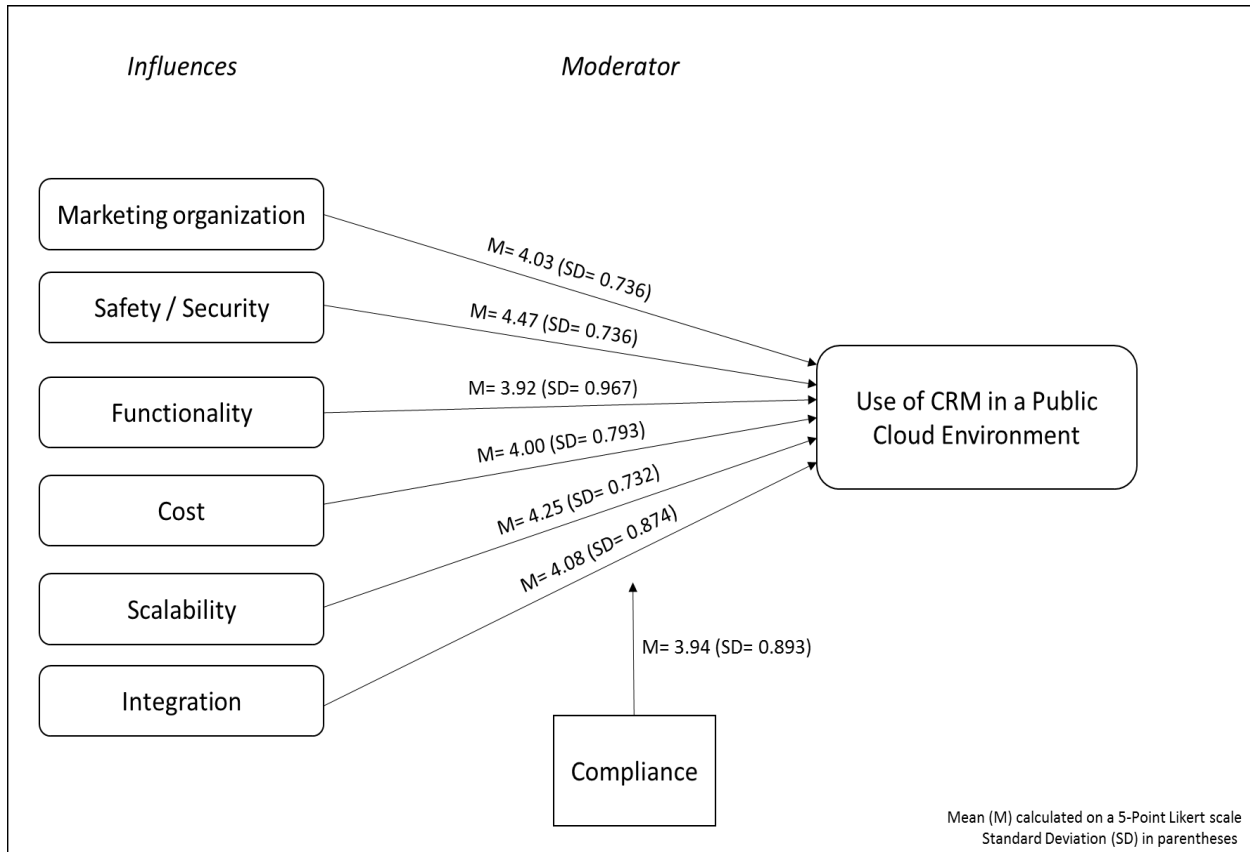 Influences
Moderator
Marketing organization
M= 4.03 (SD= 0.736)
Safety / Security
M= 4.47 (SD= 0.736)
Functionality
M= 3.92 (SD= 0.967)
Use of CRM in a Public
Cloud Environment
Cost
M= 4.00 (SD= 0.793)
Scalability
M= 4.25 (SD= 0.732)
Integration
M= 4.08 (SD= 0.874)
M= 3.94 (SD= 0.893)
Compliance
Mean (M) calculated on a 5-Point Likert scale
Standard Deviation (SD) in parentheses